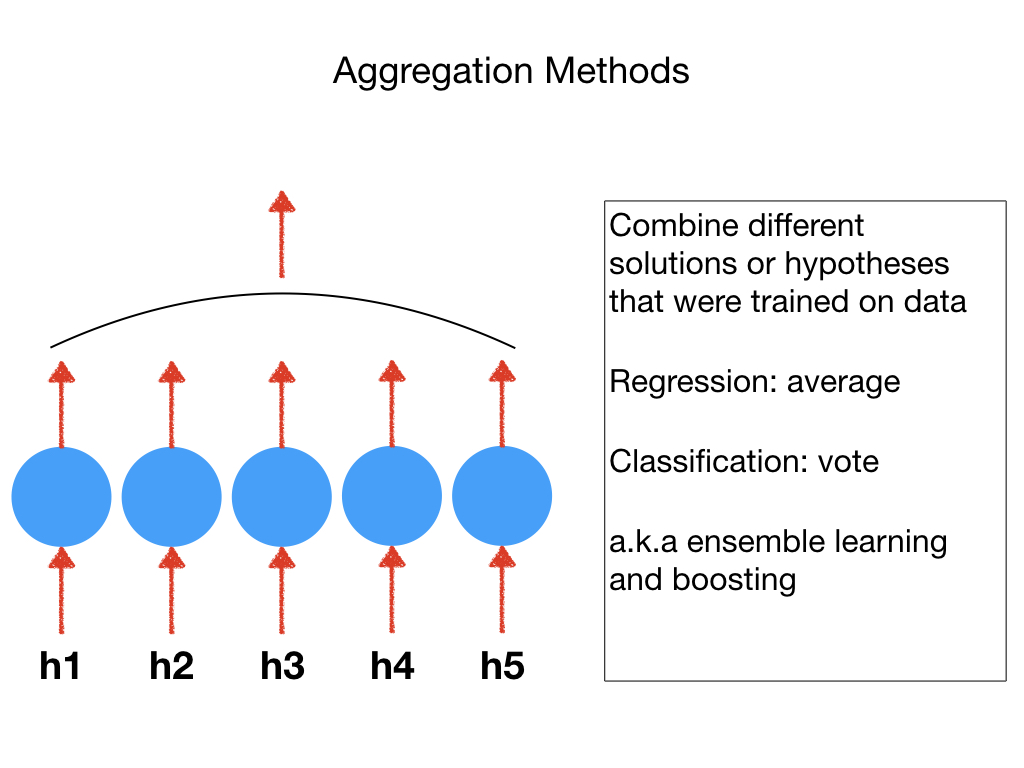 Aggregation Methods
Combine different
solutions or hypotheses
that were trained on data
Regression: average
Classification: vote
a.k.a ensemble learning
and boosting
h1 h2 h3 h4 h5